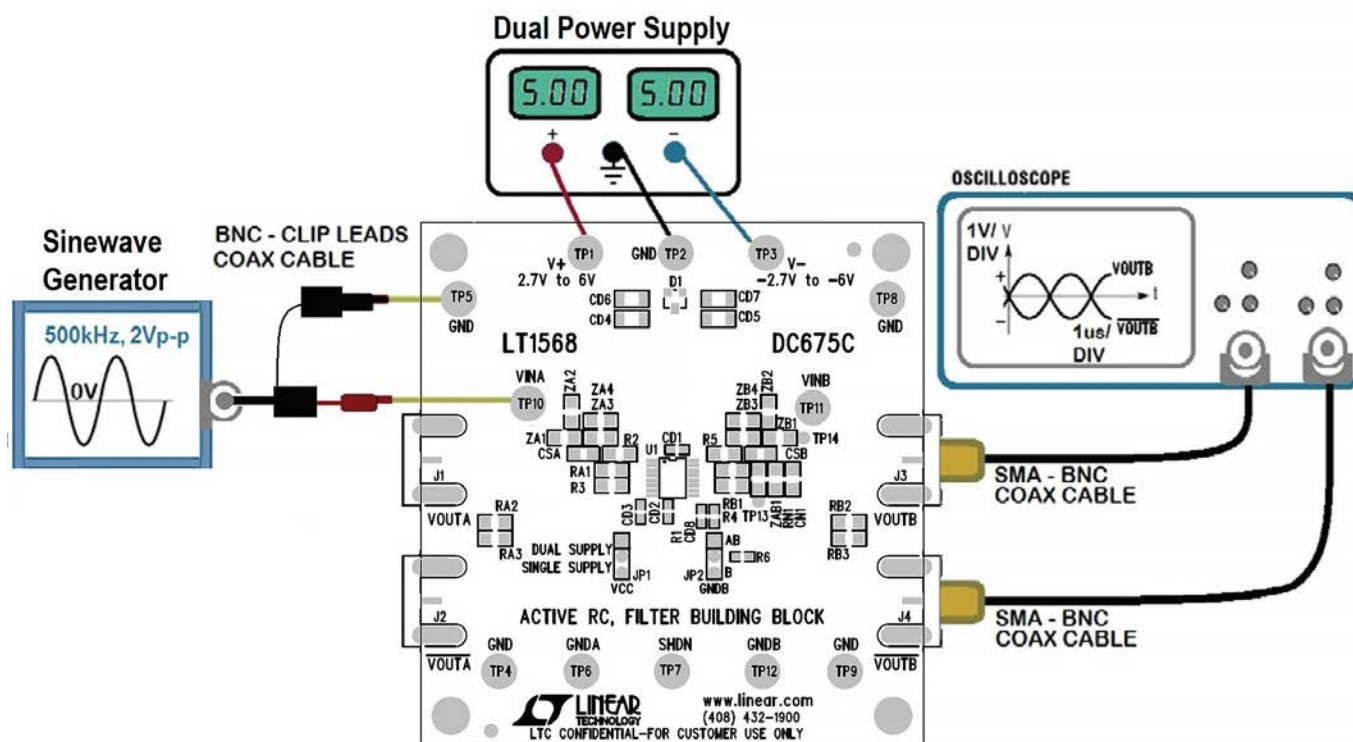 Dual Power Supply
5.00
5.00
+
−
Sinewave
Generator
500kHz, 2Vp-p
0V
BNC - CLIP LEADS
COAX CABLE
OSCILLOSCOPE
1V/ V
DIV
+
−
VOUTB
t
VOUTB
1us/
DIV
TP1
V+
2.7V to 6V
GND
TP2
TP3
V-
-2.7V to -6V
D1
TP5
GND
CD6
CD4
CD7
CD5
TP8
GND
LT1568
DC675C
VINA
TP10
ZA2
ZA4
ZA3
ZA1
CSA
R2
RA1
R3
U1
CD1
R5
ZB4
ZB3
ZB2
ZB1
CSB
VINB
TP11
TP14
J1
VOUTA
RA2
RA3
CD3
CD2
R1
CD8
R4
RB1
TP13
ZAB1
RN1
CN1
RB2
RB3
J3
VOUTB
SMA - BNC
COAX CABLE
DUAL SUPPLY
SINGLE SUPPLY
JP1
VCC
AB
R6
JP2
B
GNDB
J2
VOUTA
ACTIVE RC, FILTER BUILDING BLOCK
J4
VOUTB
SMA - BNC
COAX CABLE
GND
TP4
GNDA
TP6
SHDN
TP7
GNDB
TP12
GND
TP9
LT LINEAR
TECHNOLOGY
www.linear.com
(408) 432-1900
LTC CONFIDENTIAL-FOR CUSTOMER USE ONLY